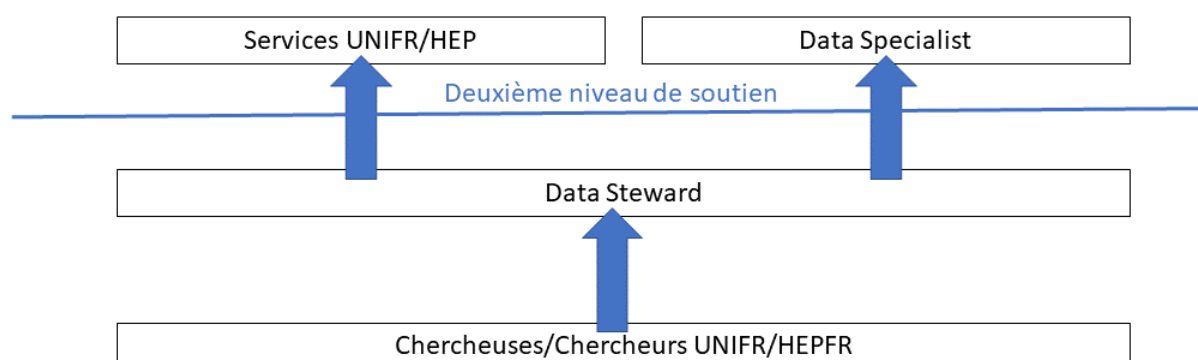 Services UNIFR/HEP
Data Specialist
Deuxième niveau de soutien
Data Steward
Chercheuses/Chercheurs UNIFR/HEPFR